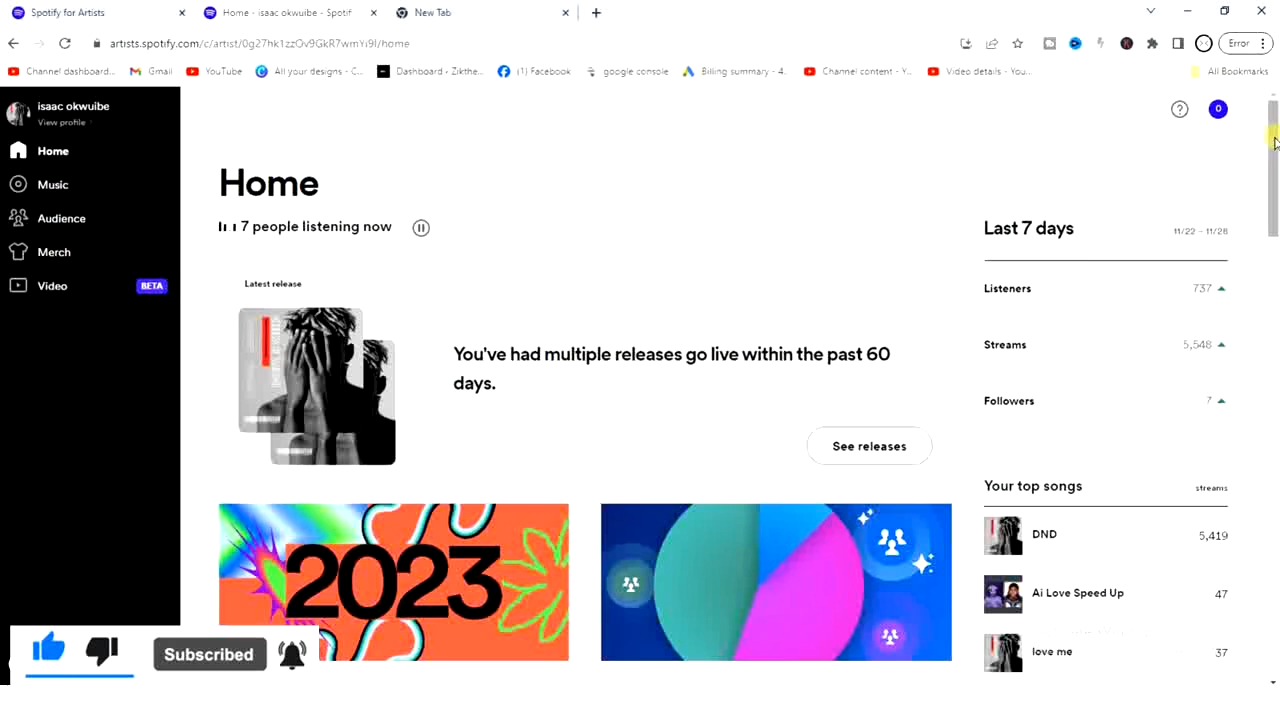 Spotify for Artists
Home - isaac okwuibe - Spotif
New Tab
artists.spotify.com/c/artist/0g27hk1zzOv9GkR7wmYi9I/home
Error
Channel dashboard...
Gmail
YouTube
All your designs - C...
Dashboard ‹ Zikthe...
(1) Facebook
google console
Billing summary - 4...
Channel content - Y...
Video details - You...
All Bookmarks
isaac okwuibe
View profile
Home
Music
Audience
Merch
Video BETA
Home
7 people listening now
Latest release
You've had multiple releases go live within the past 60
days.
See releases
2023
Last 7 days 11/22 – 11/28
Listeners 737
Streams 5,548
Followers 7
Your top songs streams
DND 5,419
Ai Love Speed Up 47
love me 37
Subscribed